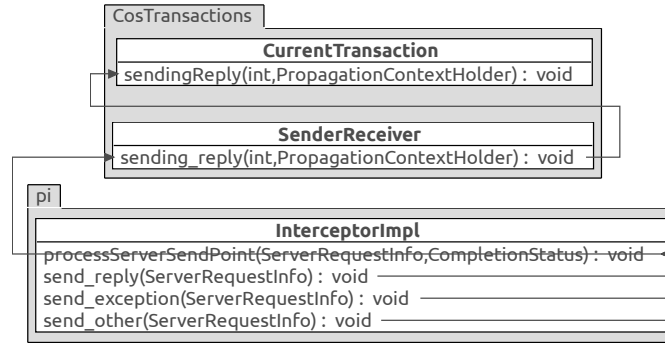 CosTransactions
CurrentTransaction
sendingReply(int,PropagationContextHolder) : void
SenderReceiver
sending_reply(int,PropagationContextHolder) : void
pi
InterceptorImpl
processServerSendPoint(ServerRequestInfo,CompletionStatus) : void
send_reply(ServerRequestInfo) : void
send_exception(ServerRequestInfo) : void
send_other(ServerRequestInfo) : void